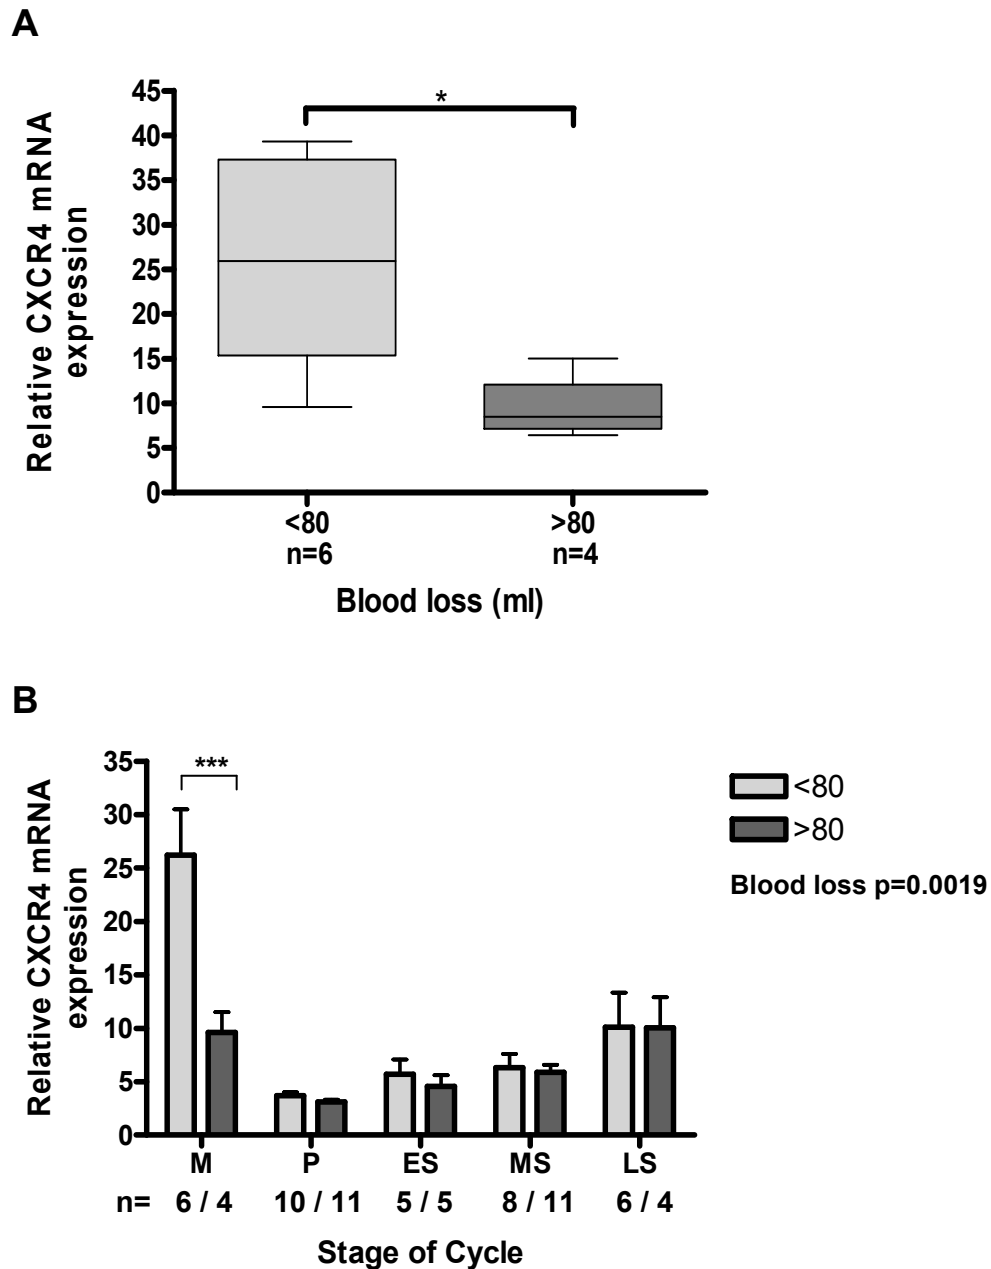 A
45
40
35
30
25
20
15
10
5
0
Relative CXCR4 mRNA
expression
*
<80
>80
n=6
n=4
Blood loss (ml)
B
35
30
25
20
15
10
5
0
Relative CXCR4 mRNA
expression
***
<80
>80
Blood loss p=0.0019
M P ES MS LS
n= 6 / 4 10 / 11 5 / 5 8 / 11 6 / 4
Stage of Cycle